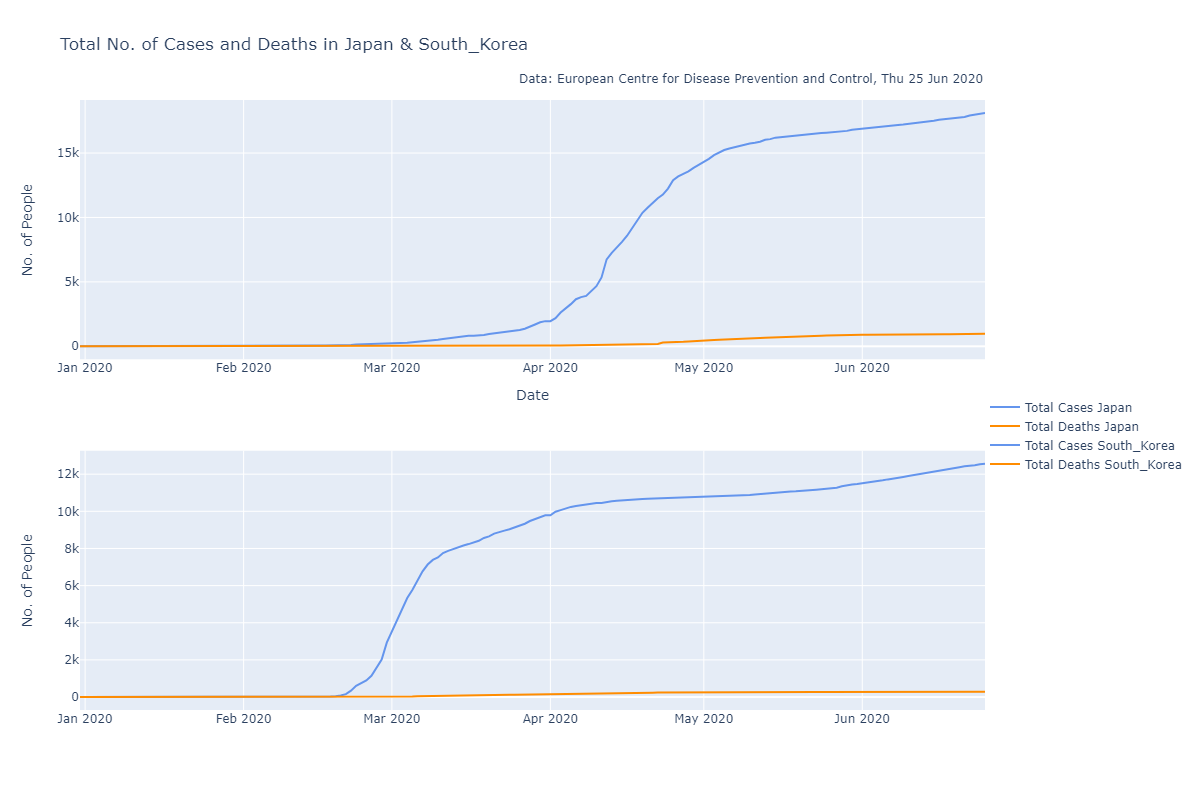 Total No. of Cases and Deaths in Japan & South_Korea
Data: European Centre for Disease Prevention and Control, Thu 25 Jun 2020
No. of People
15k
10k
5k
0
Jan 2020 Feb 2020 Mar 2020 Apr 2020 May 2020 Jun 2020
Date
Total Cases Japan
Total Deaths Japan
Total Cases South_Korea
Total Deaths South_Korea
No. of People
12k
10k
8k
6k
4k
2k
0
Jan 2020 Feb 2020 Mar 2020 Apr 2020 May 2020 Jun 2020